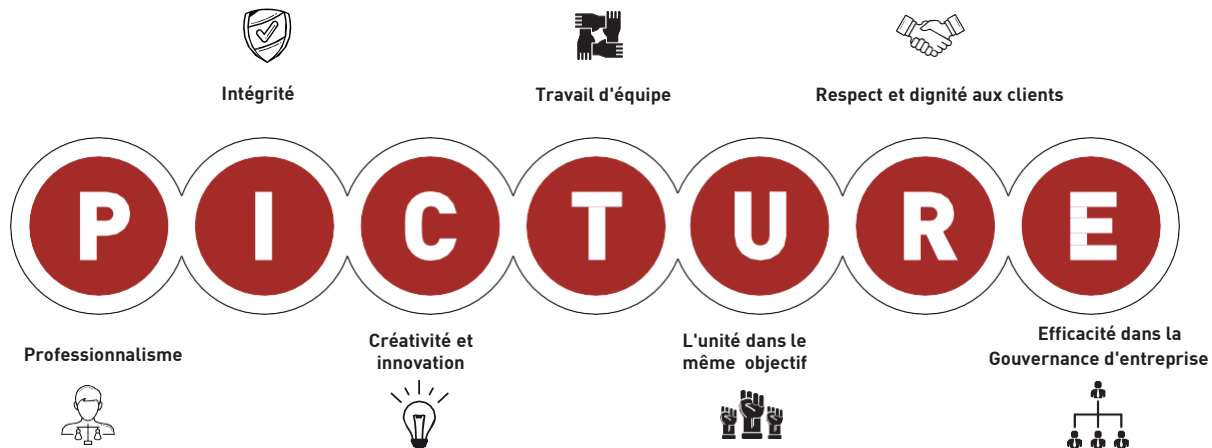 Intégrité
Travail d'équipe
Respect et dignité aux clients
P I C T U R E
Professionnalisme
Créativité et
innovation
L'unité dans le
même objectif
Efficacité dans la
Gouvernance d'entreprise